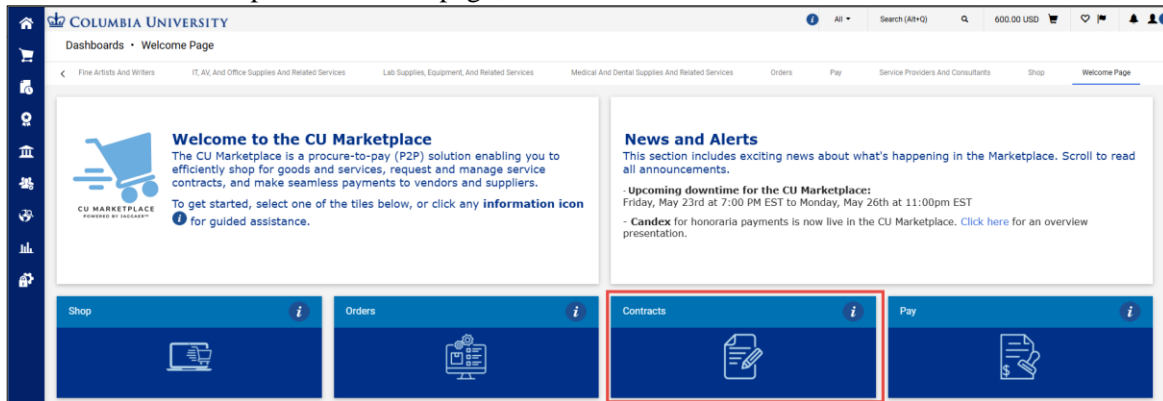 COLUMBIA UNIVERSITY
All
Search (Alt+Q)
600.00 USD
Dashboards • Welcome Page
Fine Artists And Writers
IT, AV, And Office Supplies And Related Services
Lab Supplies, Equipment, And Related Services
Medical And Dental Supplies And Related Services
Orders
Pay
Service Providers And Consultants
Shop
Welcome Page
CU MARKETPLACE
POWERED BY JAGGAER
Welcome to the CU Marketplace
The CU Marketplace is a procure-to-pay (P2P) solution enabling you to
efficiently shop for goods and services, request and manage service
contracts, and make seamless payments to vendors and suppliers.
To get started, select one of the tiles below, or click any information icon
i for guided assistance.
News and Alerts
This section includes exciting news about what's happening in the Marketplace. Scroll to read
all announcements.
- Upcoming downtime for the CU Marketplace:
Friday, May 23rd at 7:00 PM EST to Monday, May 26th at 11:00pm EST
- Candex for honoraria payments is now live in the CU Marketplace. Click here for an overview
presentation.
Shop
Orders
Contracts
Pay